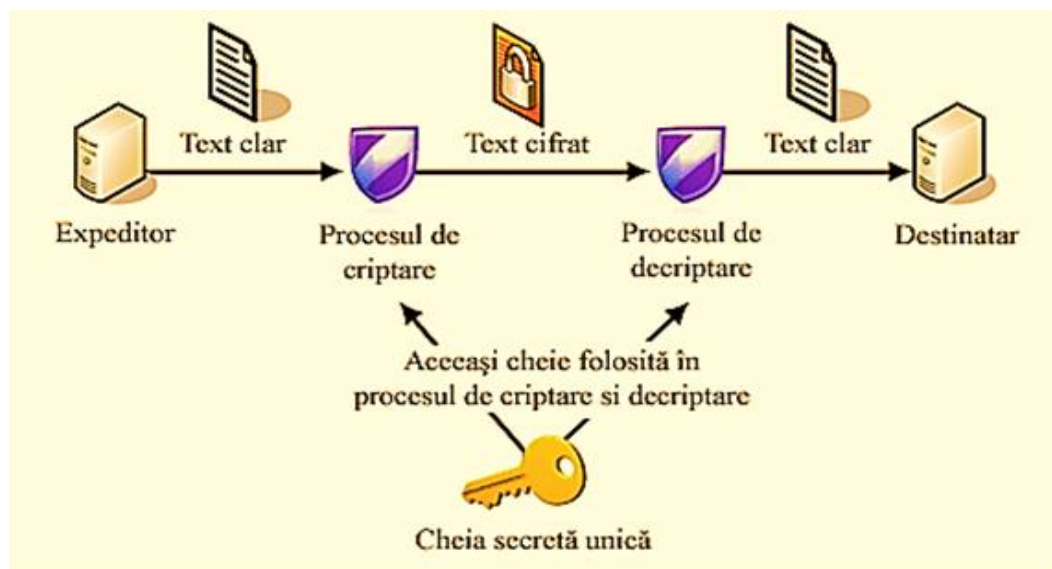 Text clar
Text cifrat
Text clar
Expeditor
Procesul de
criptare
Procesul de
decriptare
Destinatar
Aceeași cheie folosită în
procesul de criptare si decriptare
Cheia secretă unică